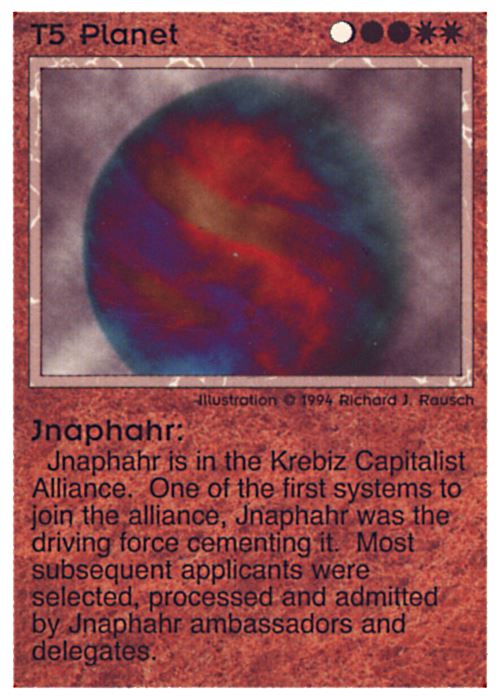 T5 Planet
Illustration © 1994 Richard J. Rausch
Jnaphahr:
Jnaphahr is in the Krebiz Capitalist
Alliance. One of the first systems to
join the alliance, Jnaphahr was the
driving force cementing it. Most
subsequent applicants were
selected, processed and admitted
by Jnaphahr ambassadors and
delegates.